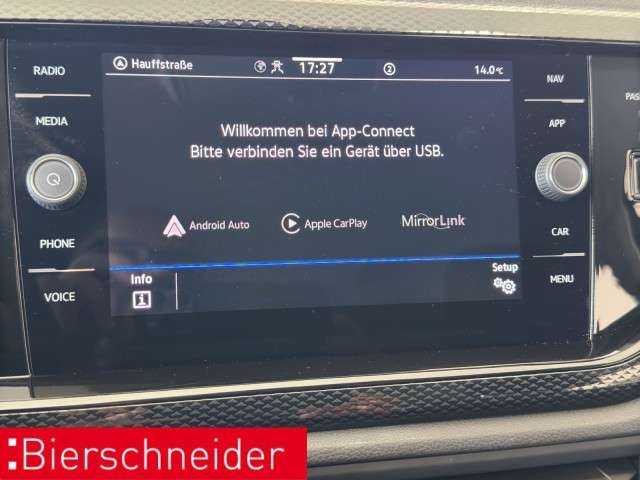 RADIO
MEDIA
PHONE
VOICE
Hauffstraße
17:27
2
14.0°C
Willkommen bei App-Connect
Bitte verbinden Sie ein Gerät über USB.
Android Auto
Apple CarPlay
MirrorLink
Info
Setup
NAV
APP
CAR
MENU
Bierschneider